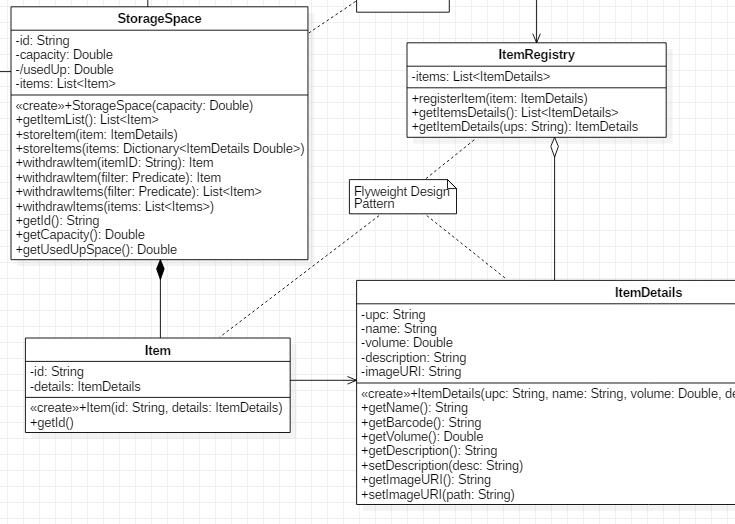 StorageSpace
-id: String
-capacity: Double
-/usedUp: Double
-items: List<Item>
«create»+StorageSpace(capacity: Double)
+getItemList(): List<Item>
+storeItem(item: ItemDetails)
+storeItems(items: Dictionary<ItemDetails Double>)
+withdrawItem(itemID: String): Item
+withdrawItem(filter: Predicate): Item
+withdrawItems(filter: Predicate): List<Item>
+withdrawItems(items: List<Items>)
+getId(): String
+getCapacity(): Double
+getUsedUpSpace(): Double
ItemRegistry
-items: List<ItemDetails>
+registerItem(item: ItemDetails)
+getItemsDetails(): List<ItemDetails>
+getItemDetails(ups: String): ItemDetails
Flyweight Design
Pattern
Item
-id: String
-details: ItemDetails
«create»+Item(id: String, details: ItemDetails)
+getId()
ItemDetails
-upc: String
-name: String
-volume: Double
-description: String
-imageURI: String
«create»+ItemDetails(upc: String, name: String, volume: Double, de
+getName(): String
+getBarcode(): String
+getVolume(): Double
+getDescription(): String
+setDescription(desc: String)
+getImageURI(): String
+setImageURI(path: String)